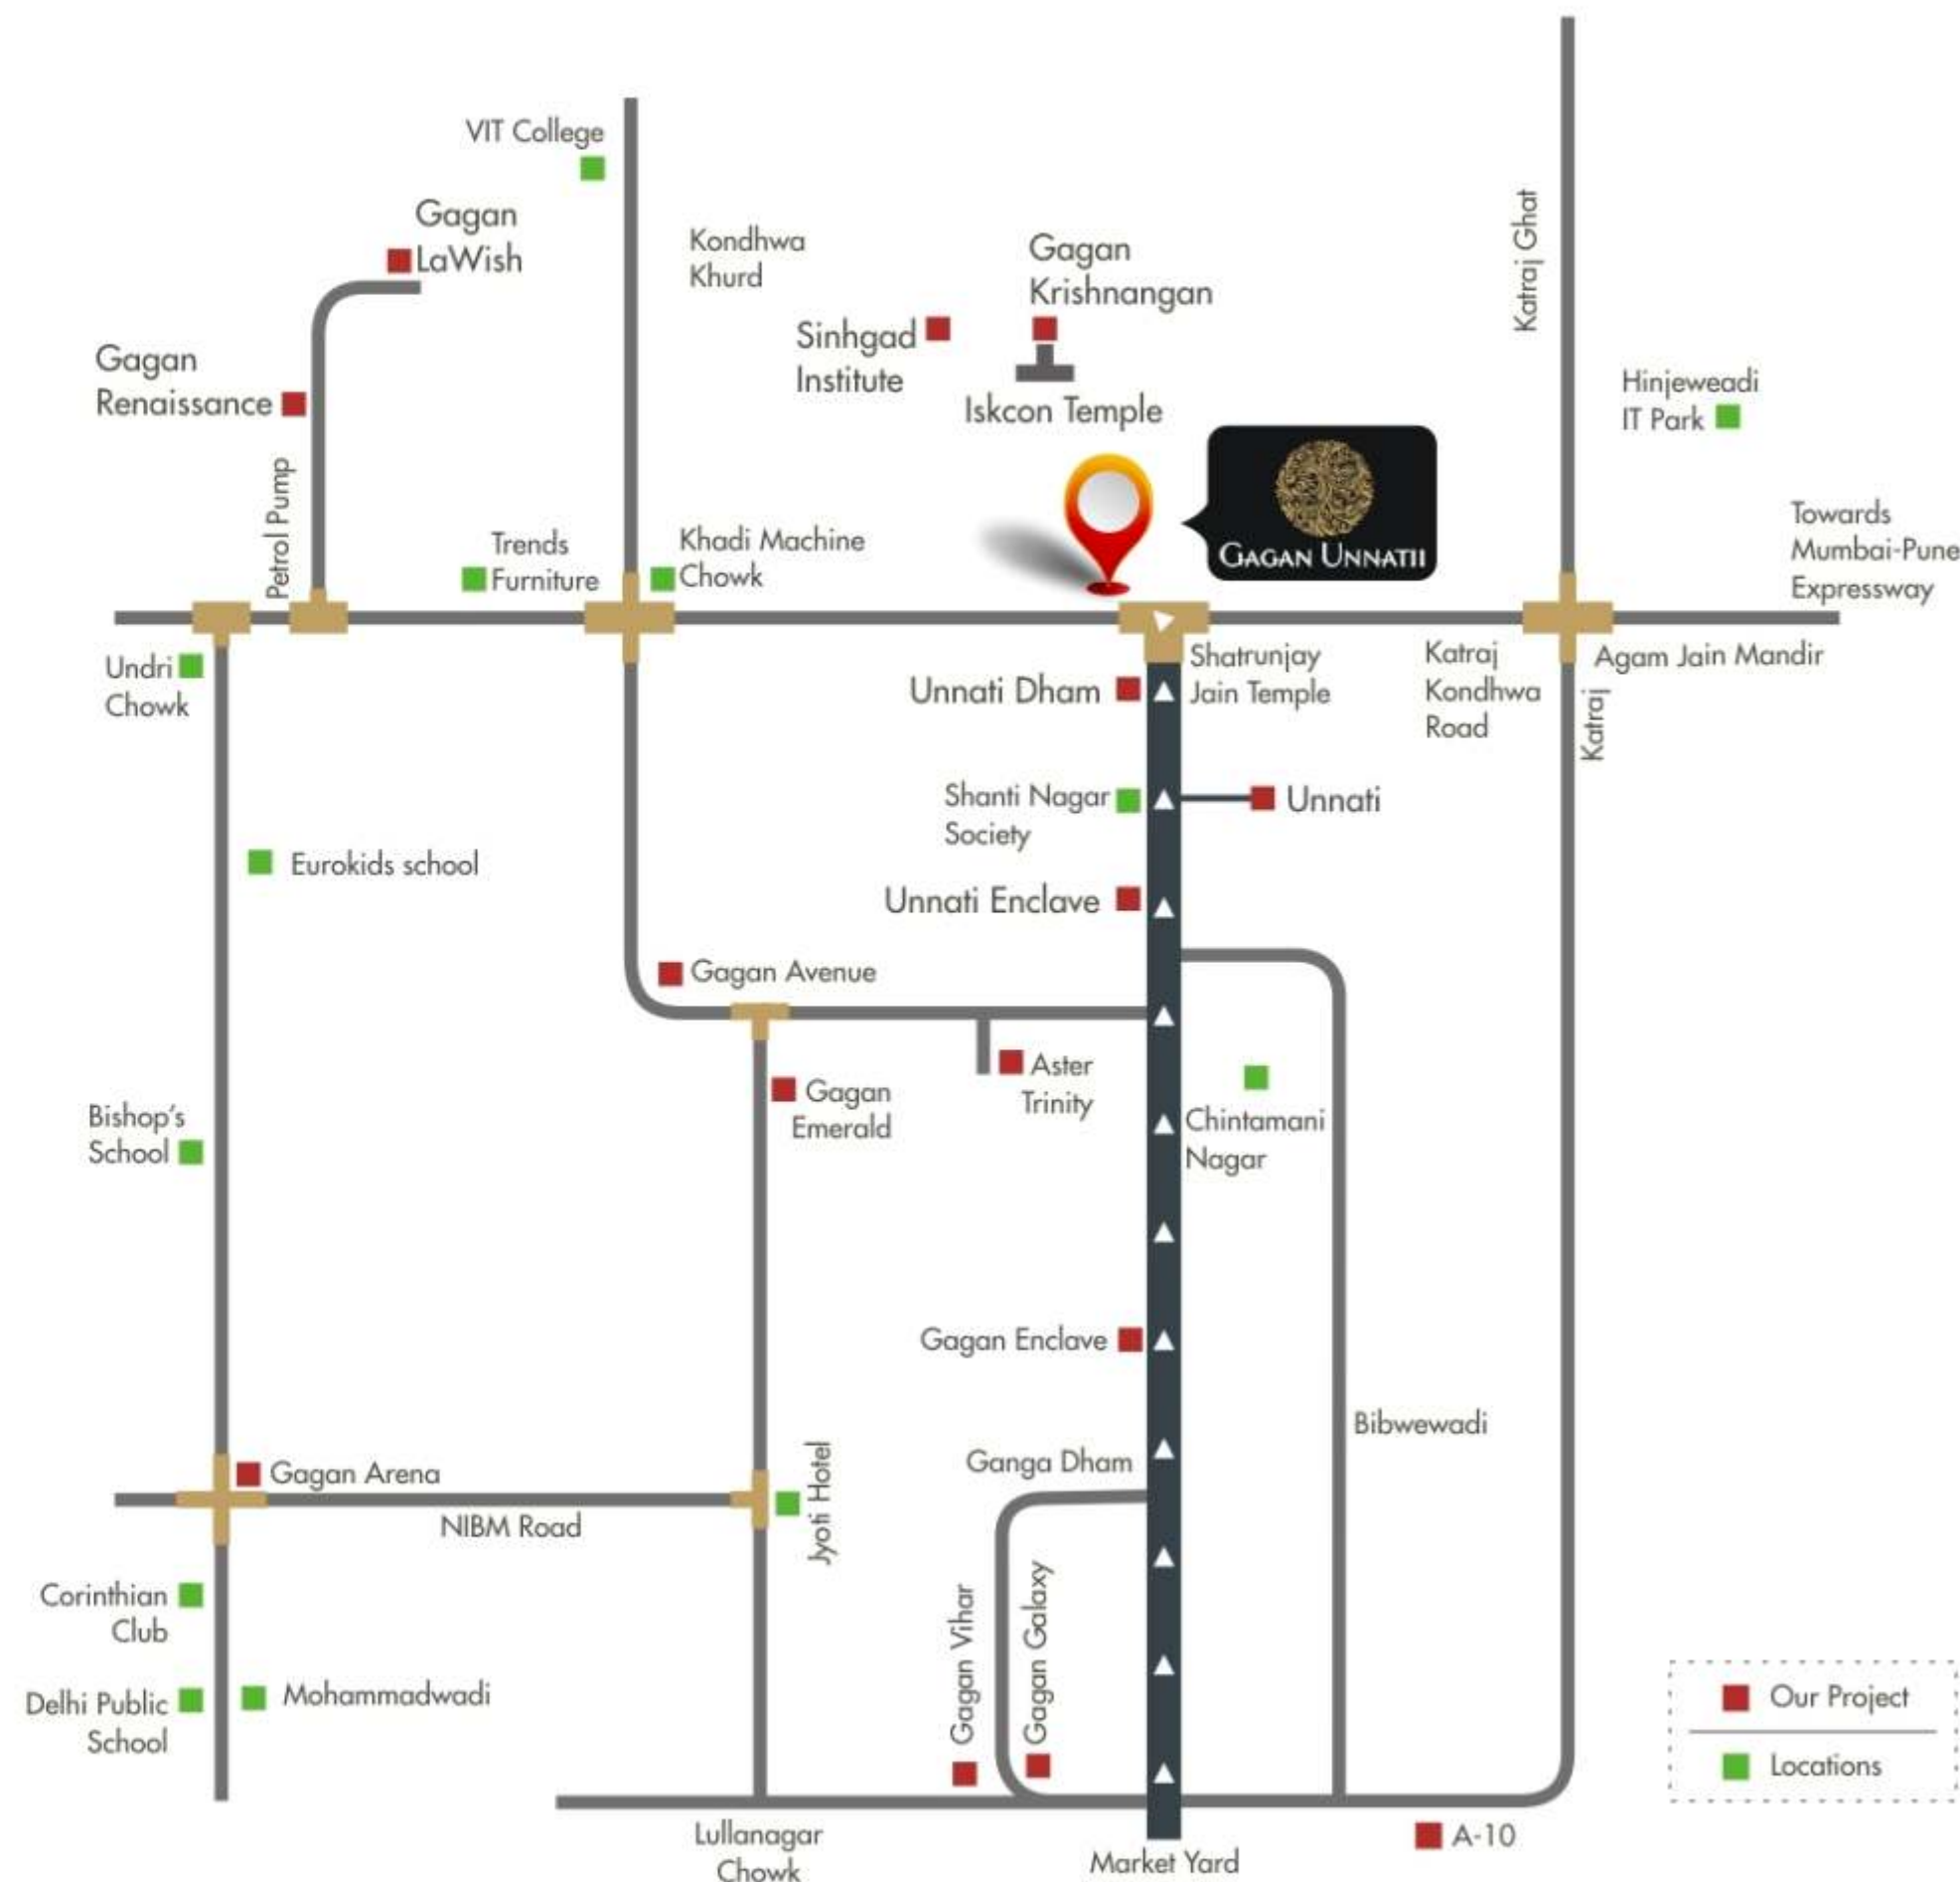 VIT College
Gagan
LaWish
Kondhwa
Khurd
Gagan
Krishnangan
Sinhgad
Institute
Iskcon Temple
Katraj Ghat
Gagan
Renaissance
Hinjeweadi
IT Park
Petrol Pump
Trends
Furniture
Khadi Machine
Chowk
GAGAN UNNATII
Towards
Mumbai-Pune
Expressway
Undri
Chowk
Unnati Dham
Shatrunjay
Jain Temple
Katraj
Kondhwa
Road
Agam Jain Mandir
Katraj
Shanti Nagar
Society
Unnati
Eurokids school
Unnati Enclave
Gagan Avenue
Aster
Trinity
Gagan
Emerald
Chintamani
Nagar
Bishop's
School
Gagan Enclave
Bibwewadi
Ganga Dham
Gagan Arena
NIBM Road
Jyoti Hotel
Corinthian
Club
Gagan Vihar
Gagan Galaxy
Delhi Public
School
Mohammadwadi
Our Project
Locations
Lullanagar
Chowk
Market Yard
A-10